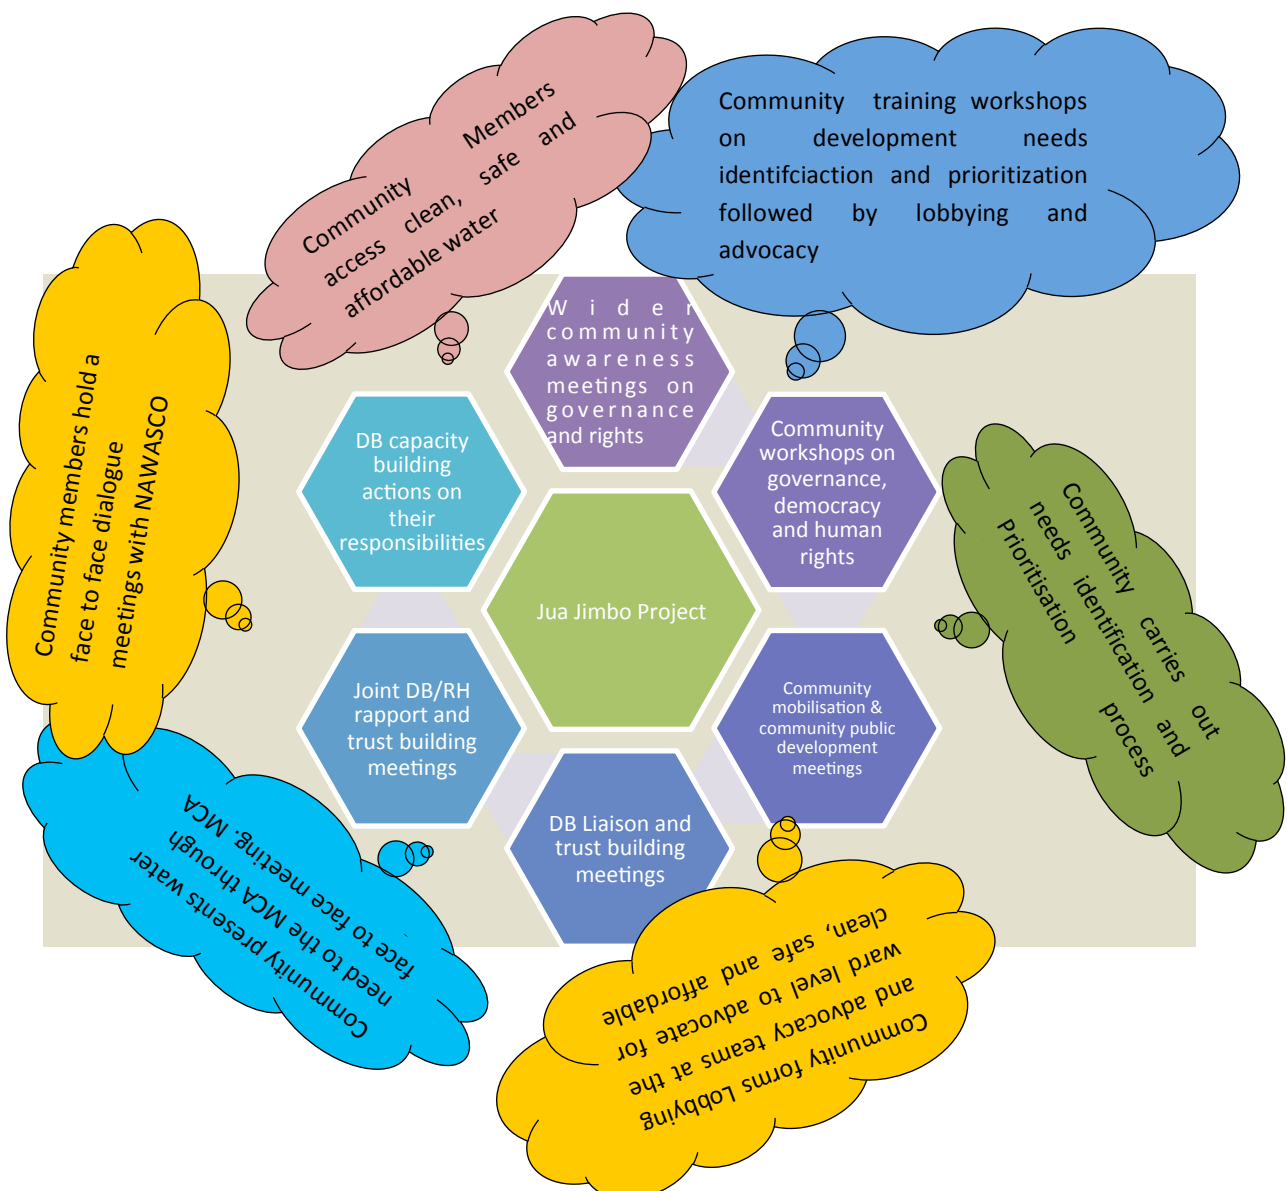 Community Members
access clean, safe and
affordable water
Community training workshops
on development needs
identifciaction and prioritization
followed by lobbying and
advocacy
Community members hold a
face to face dialogue
meetings with NAWASCO
Wider
community
awareness
meetings on
governance
and rights
DB capacity
building
actions on
their
responsibilities
Community
workshops on
governance,
democracy
and human
rights
Community carries out
needs identification and
Prioritisation process
Jua Jimbo Project
Joint DB/RH
rapport and
trust building
meetings
Community
mobilisation &
community public
development
meetings
DB Liaison and
trust building
meetings
Community presents water
need to the MCA through
face to face meeting. MCA
Community forms Lobbying
and advocacy teams at the
ward level to advocate for
clean, safe and affordable